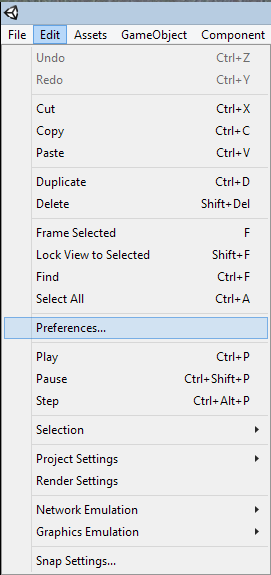 File Edit Assets GameObject Component
Undo Ctrl+Z
Redo Ctrl+Y
Cut Ctrl+X
Copy Ctrl+C
Paste Ctrl+V
Duplicate Ctrl+D
Delete Shift+Del
Frame Selected F
Lock View to Selected Shift+F
Find Ctrl+F
Select All Ctrl+A
Preferences...
Play Ctrl+P
Pause Ctrl+Shift+P
Step Ctrl+Alt+P
Selection
Project Settings
Render Settings
Network Emulation
Graphics Emulation
Snap Settings...